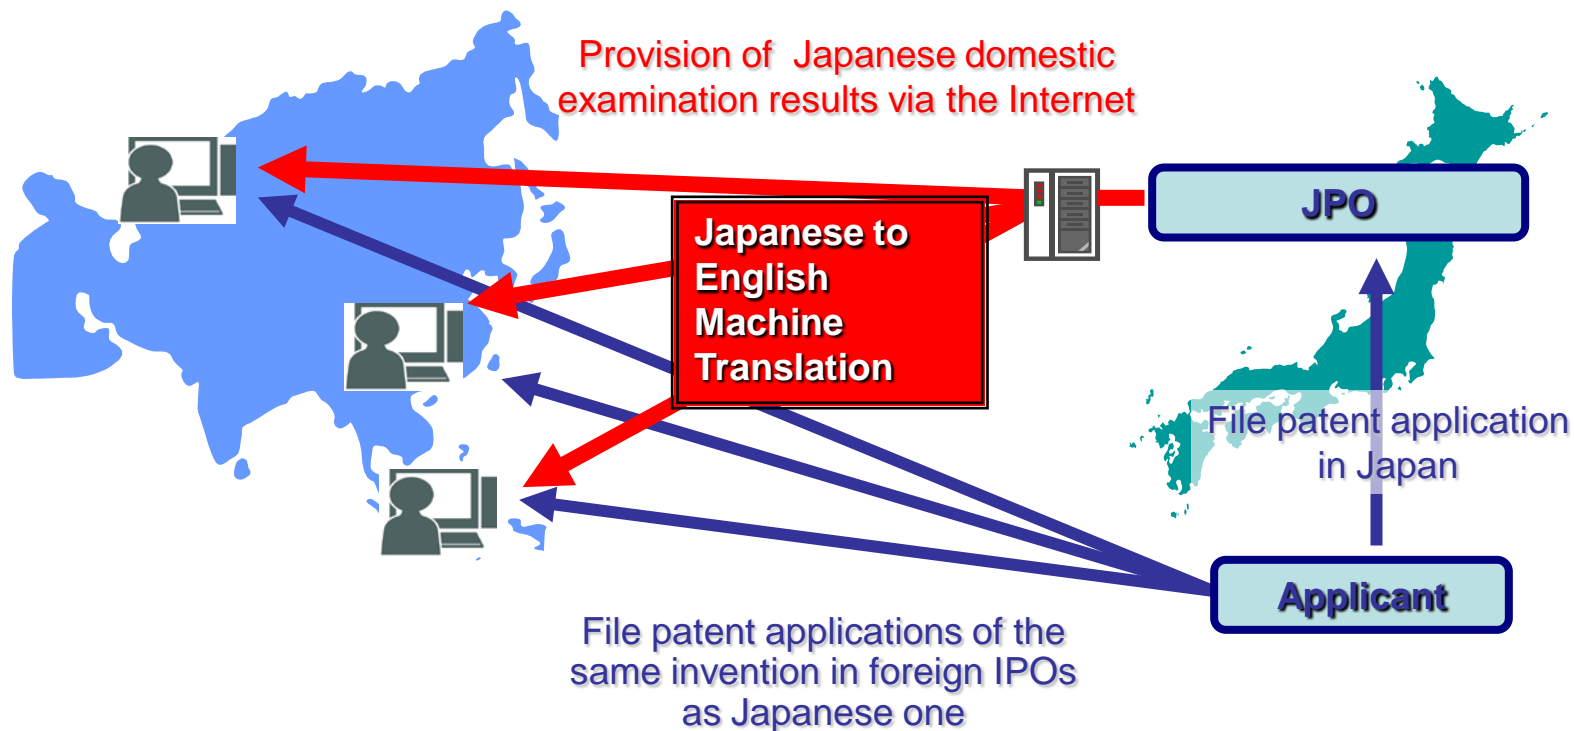 Provision of Japanese domestic
examination results via the Internet
JPO
Japanese to
English
Machine
Translation
File patent application
in Japan
Applicant
File patent applications of the
same invention in foreign IPOs
as Japanese one